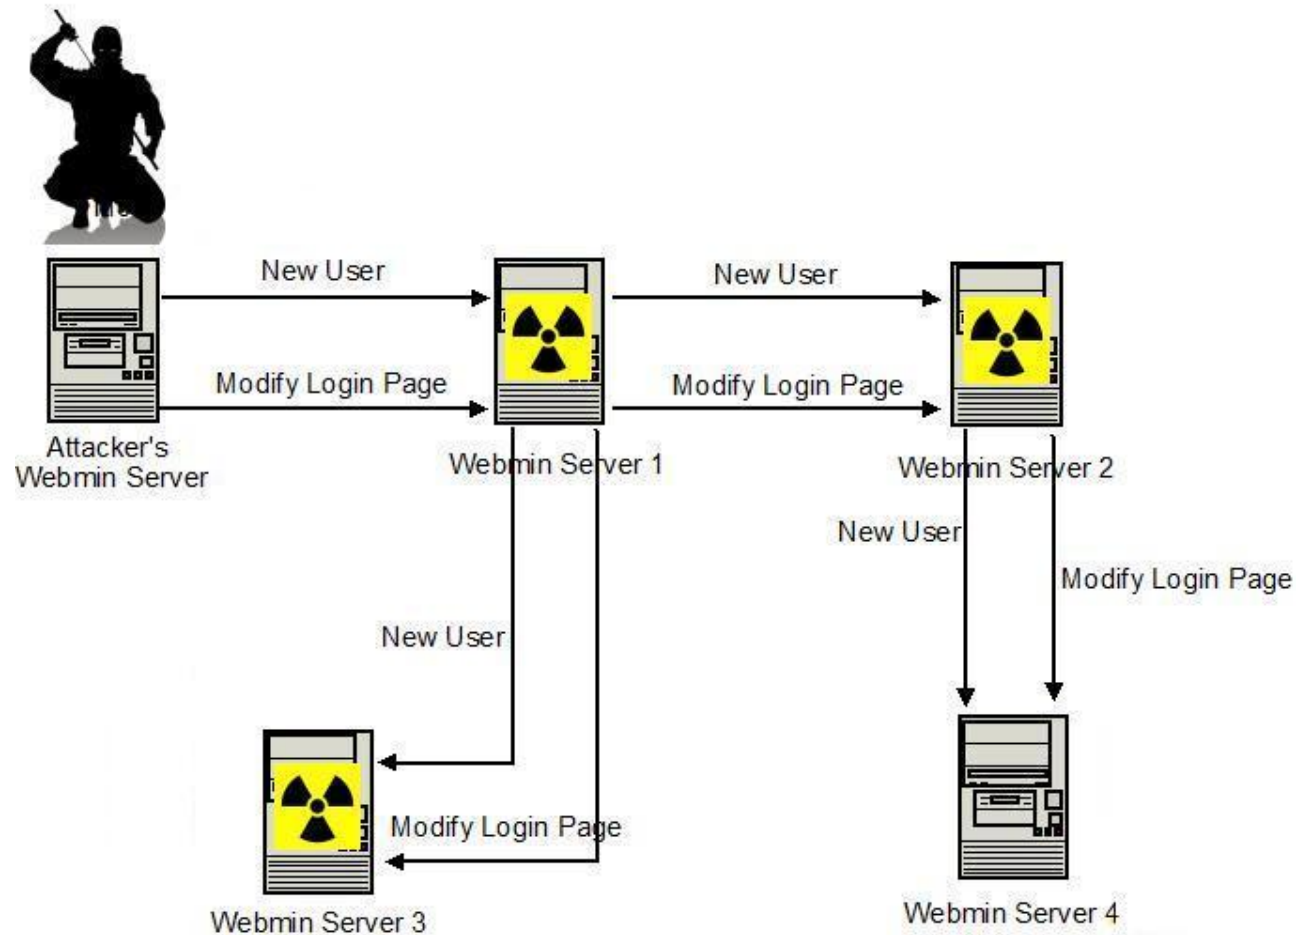 New User
New User
Modify Login Page
Modify Login Page
Attacker's
Webmin Server
Webmin Server 1
Webmin Server 2
New User
Modify Login Page
New User
Modify Login Page
Webmin Server 3
Webmin Server 4